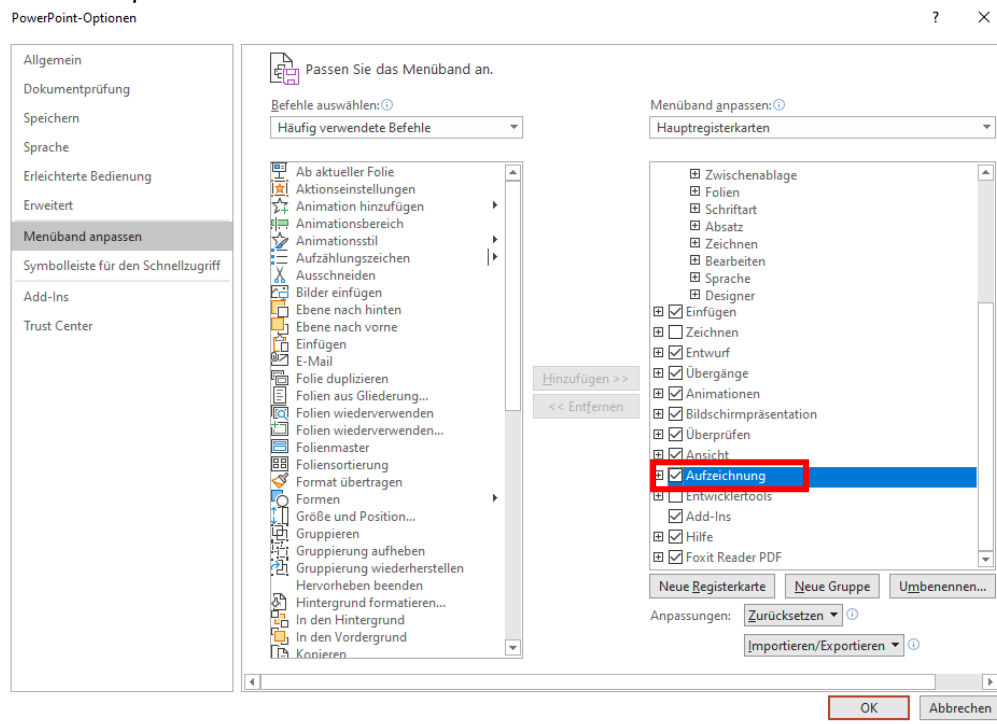 PowerPoint-Optionen
?
Allgemein
Dokumentprüfung
Speichern
Sprache
Erleichterte Bedienung
Erweitert
Menüband anpassen
Symbolleiste für den Schnellzugriff
Add-Ins
Trust Center
Passen Sie das Menüband an.
Befehle auswählen:
Häufig verwendete Befehle
Ab aktueller Folie
Aktionseinstellungen
Animation hinzufügen
Animationsbereich
Animationsstil
Aufzählungszeichen
Ausschneiden
Bilder einfügen
Ebene nach hinten
Ebene nach vorne
Einfügen
E-Mail
Folie duplizieren
Folien aus Gliederung...
Folien wiederverwenden
Folien wiederverwenden...
Folienmaster
Foliensortierung
Format übertragen
Formen
Größe und Position...
Gruppieren
Gruppierung aufheben
Gruppierung wiederherstellen
Hervorheben beenden
Hintergrund formatieren...
In den Hintergrund
In den Vordergrund
Kopieren
Hinzufügen >>
<< Entfernen
Menüband anpassen:
Hauptregisterkarten
Zwischenablage
Folien
Schriftart
Absatz
Zeichnen
Bearbeiten
Sprache
Designer
Einfügen
Zeichnen
Entwurf
Übergänge
Animationen
Bildschirmpräsentation
Überprüfen
Ansicht
Aufzeichnung
Entwicklertools
Add-Ins
Hilfe
Foxit Reader PDF
Neue Registerkarte Neue Gruppe Umbenennen...
Anpassungen: Zurücksetzen
Importieren/Exportieren
OK Abbrechen